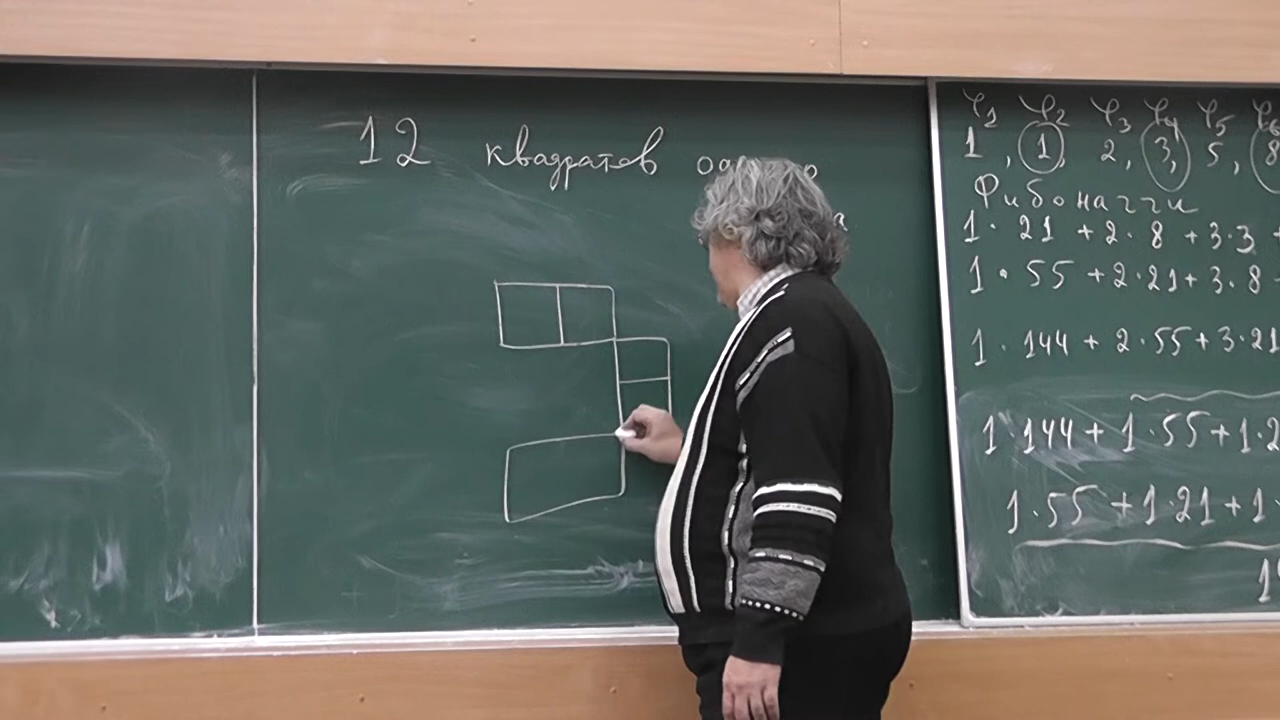 12 квадратов
φ1 φ2 φ3 φ4 φ5 φ6
1, 1, 2, 3, 5, 8
Фибоначчи
1·21+2·8+3·3+
1·55+2·21+3·8
1·144+2·55+3·21
1·144+1·55+1·2
1·55+1·21+1